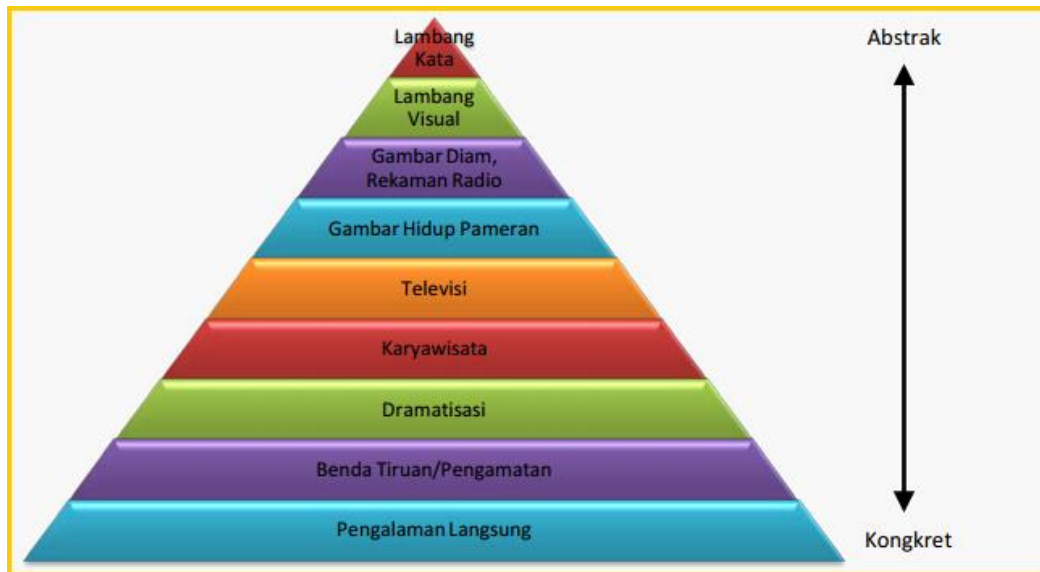 Lambang
Kata
Abstrak
Lambang
Visual
Gambar Diam,
Rekaman Radio
Gambar Hidup Pameran
Televisi
Karyawisata
Dramatisasi
Benda Tiruan/Pengamatan
Pengalaman Langsung
Kongkret